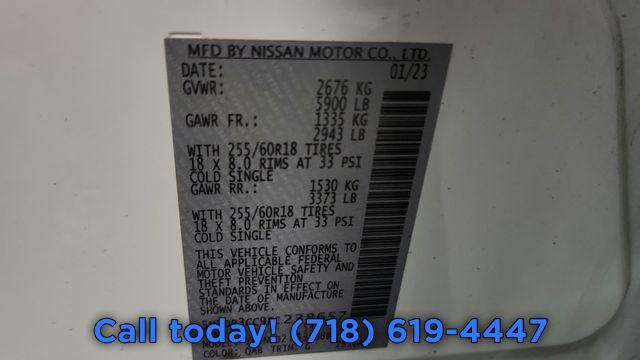 MFD BY NISSAN MOTOR CO., LTD.
DATE: 01/23
GVWR: 2676 KG
5900 LB
GAWR FR.: 1335 KG
2943 LB
WITH 255/60R18 TIRES
18 X 8.0 RIMS AT 33 PSI
COLD SINGLE
GAWR RR.: 1530 KG
3373 LB
WITH 255/60R18 TIRES
18 X 8.0 RIMS AT 33 PSI
COLD SINGLE
THIS VEHICLE CONFORMS TO
ALL APPLICABLE FEDERAL
MOTOR VEHICLE SAFETY AND
THEFT PREVENTION
STANDARDS IN EFFECT ON
THE DATE OF MANUFACTURE
SHOWN ABOVE.
Call today! (718) 619-4447
COLOR: QAB TRIM: